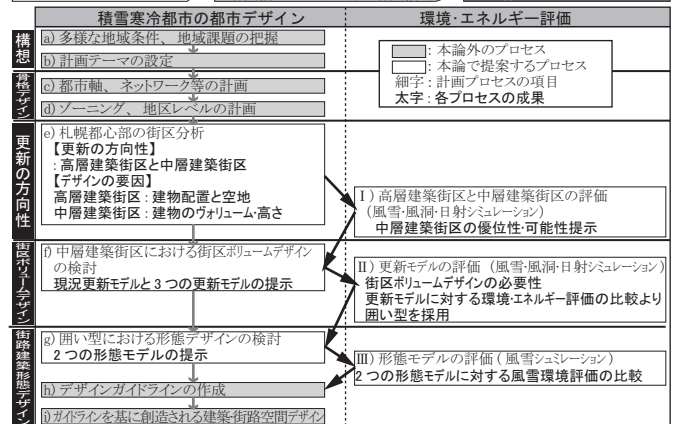 積雪寒冷都市の都市デザイン
環境・エネルギー評価
構想
a) 多様な地域条件、地域課題の把握
b) 計画テーマの設定
:本論外のプロセス
:本論で提案するプロセス
細字:計画プロセスの項目
太字:各プロセスの成果
骨格デザイン
c) 都市軸、ネットワーク等の計画
d) ゾーニング、地区レベルの計画
更新の方向性
e) 札幌都心部の街区分析
【更新の方向性】
:高層建築街区と中層建築街区
【デザインの要因】
高層建築街区:建物配置と空地
中層建築街区:建物のヴォリューム・高さ
Ⅰ) 高層建築街区と中層建築街区の評価
(風雪・風洞・日射シミュレーション)
中層建築街区の優位性・可能性提示
街区ボリュームデザイン
f) 中層建築街区における街区ボリュームデザイン
の検討
現況更新モデルと3つの更新モデルの提示
Ⅱ) 更新モデルの評価 (風雪・風洞・日射シミュレーション)
街区ボリュームデザインの必要性
更新モデルに対する環境・エネルギー評価の比較より
囲い型を採用
街路建築形態デザイン
g) 囲い型における形態デザインの検討
2つの形態モデルの提示
Ⅲ) 形態モデルの評価 (風雪シュミレーション)
2つの形態モデルに対する風雪環境評価の比較
h) デザインガイドラインの作成
i) ガイドラインを基に創造される建築・街路空間デザイン